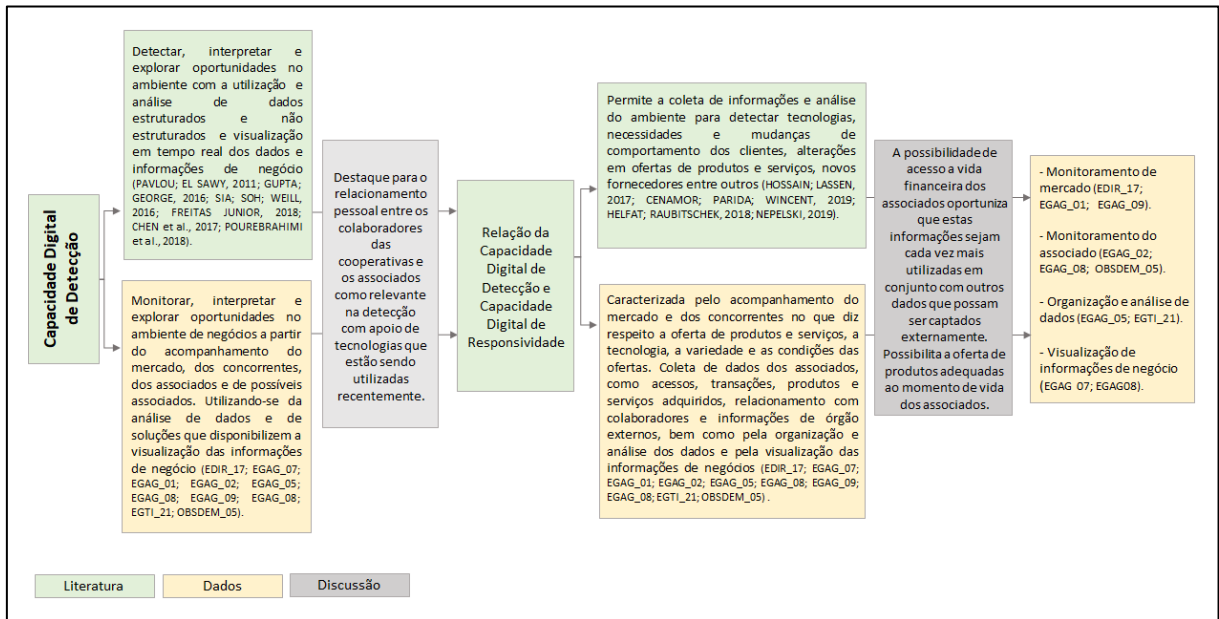 Capacidade Digital
de Detecção
Detectar, interpretar e
explorar oportunidades no
ambiente com a utilização e
análise de dados
estruturados e não
estruturados e visualização
em tempo real dos dados e
informações de negócio
(PAVLOU; EL SAWY, 2011; GUPTA;
GEORGE, 2016; SIA; SOH; WEILL,
2016; FREITAS JUNIOR, 2018;
CHEN et al., 2017; POUREBRAHIMI
et al., 2018).
Monitorar, interpretar e
explorar oportunidades no
ambiente de negócios a partir
do acompanhamento do
mercado, dos concorrentes,
dos associados e de possíveis
associados. Utilizando-se da
análise de dados e de
soluções que disponibilizem a
visualização das informações
de negócio (EDIR_17; EGAG_07;
EGAG_01; EGAG_02; EGAG_05;
EGAG_08; EGAG_09; EGAG_08;
EGTI_21; OBSDEM_05).
Destaque para o
relacionamento
pessoal entre os
colaboradores
das
cooperativas e
os associados
como relevante
na detecção
com apoio de
tecnologias que
estão sendo
utilizadas
recentemente.
Relação da
Capacidade
Digital de
Detecção e
Capacidade
Digital de
Responsividade
Permite a coleta de informações e análise
do ambiente para detectar tecnologias,
necessidades e mudanças de
comportamento dos clientes, alterações
em ofertas de produtos e serviços, novos
fornecedores entre outros (HOSSAIN; LASSEN,
2017; CENAMOR; PARIDA; WINCENT, 2019;
HELFAT; RAUBITSCHEK, 2018; NEPELSKI, 2019).
Caracterizada pelo acompanhamento do
mercado e dos concorrentes no que diz
respeito a oferta de produtos e serviços, a
tecnologia, a variedade e as condições das
ofertas. Coleta de dados dos associados,
como acessos, transações, produtos e
serviços adquiridos, relacionamento com
colaboradores e informações de órgão
externos, bem como pela organização e
análise dos dados e pela visualização das
informações de negócios (EDIR_17; EGAG_07;
EGAG_01; EGAG_02; EGAG_05; EGAG_08; EGAG_09;
EGAG_08; EGTI_21; OBSDEM_05) .
A possibilidade de
acesso a vida
financeira dos
associados oportuniza
que estas
informações sejam
cada vez mais
utilizadas em
conjunto com outros
dados que possam
ser captados
externamente.
Possibilita a oferta de
produtos adequadas
ao momento de vida
dos associados.
- Monitoramento de
mercado (EDIR_17;
EGAG_01; EGAG_09).
- Monitoramento do
associado (EGAG_02;
EGAG_08; OBSDEM_05).
- Organização e análise de
dados (EGAG_05; EGTI_21).
- Visualização de
informações de negócio
(EGAG 07; EGAG08).
Literatura
Dados
Discussão